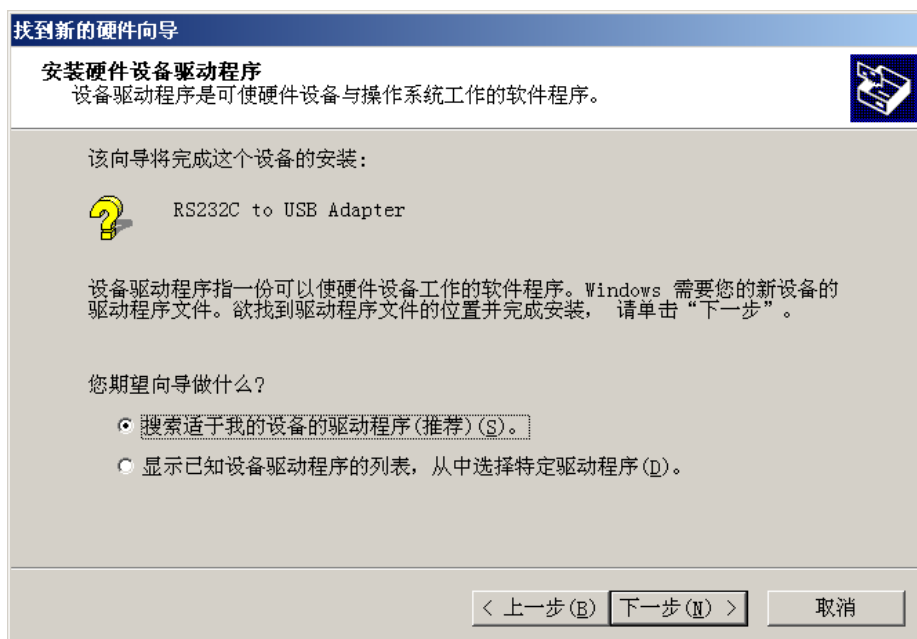 找到新的硬件向导
安装硬件设备驱动程序
设备驱动程序是可使硬件设备与操作系统工作的软件程序。
该向导将完成这个设备的安装:
RS232C to USB Adapter
设备驱动程序指一份可以使硬件设备工作的软件程序。Windows 需要您的新设备的
驱动程序文件。欲找到驱动程序文件的位置并完成安装， 请单击“下一步”。
您期望向导做什么?
搜索适于我的设备的驱动程序(推荐)(S)。
显示已知设备驱动程序的列表，从中选择特定驱动程序(D)。
< 上一步(B) 下一步(N) > 取消